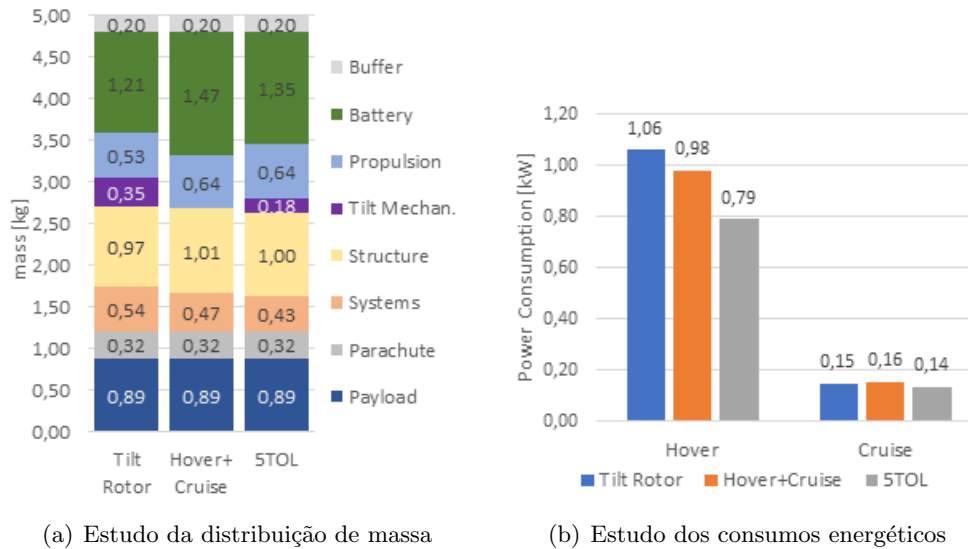 5,00
4,50
4,00
3,50
3,00
2,50
2,00
1,50
1,00
0,50
0,00
mass [kg]
0,20 0,20 0,20
1,21 1,47 1,35
0,53 0,64 0,64
0,35 0,18
0,97 1,01 1,00
0,54 0,47 0,43
0,32 0,32 0,32
0,89 0,89 0,89
Tilt Rotor
Hover+ Cruise
5TOL
Buffer
Battery
Propulsion
Tilt Mechan.
Structure
Systems
Parachute
Payload
(a) Estudo da distribuição de massa
1,20
1,00
0,80
0,60
0,40
0,20
0,00
Power Consumption [kW]
1,06 0,98 0,79
0,15 0,16 0,14
Hover Cruise
Tilt Rotor Hover+Cruise 5TOL
(b) Estudo dos consumos energéticos